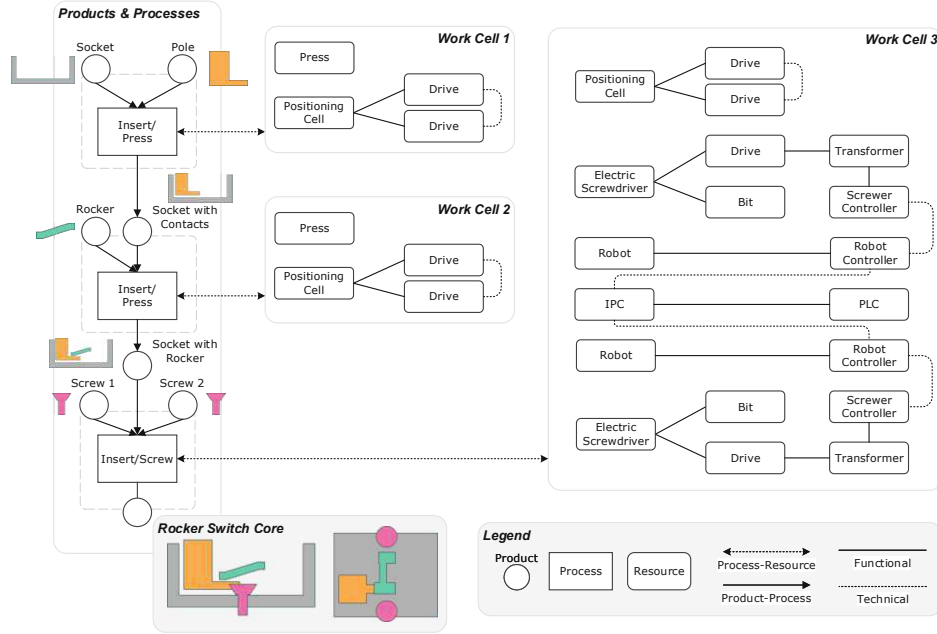 Products & Processes
Socket
Pole
Insert/
Press
Socket with
Contacts
Rocker
Insert/
Press
Socket with
Rocker
Screw 1
Screw 2
Insert/Screw
Work Cell 1
Press
Positioning
Cell
Drive
Drive
Work Cell 2
Press
Positioning
Cell
Drive
Drive
Work Cell 3
Positioning
Cell
Drive
Drive
Electric
Screwdriver
Drive
Transformer
Bit
Screwer
Controller
Robot
Robot
Controller
IPC
PLC
Robot
Robot
Controller
Electric
Screwdriver
Bit
Screwer
Controller
Drive
Transformer
Rocker Switch Core
Legend
Product
Process
Resource
Process-Resource
Product-Process
Functional
Technical